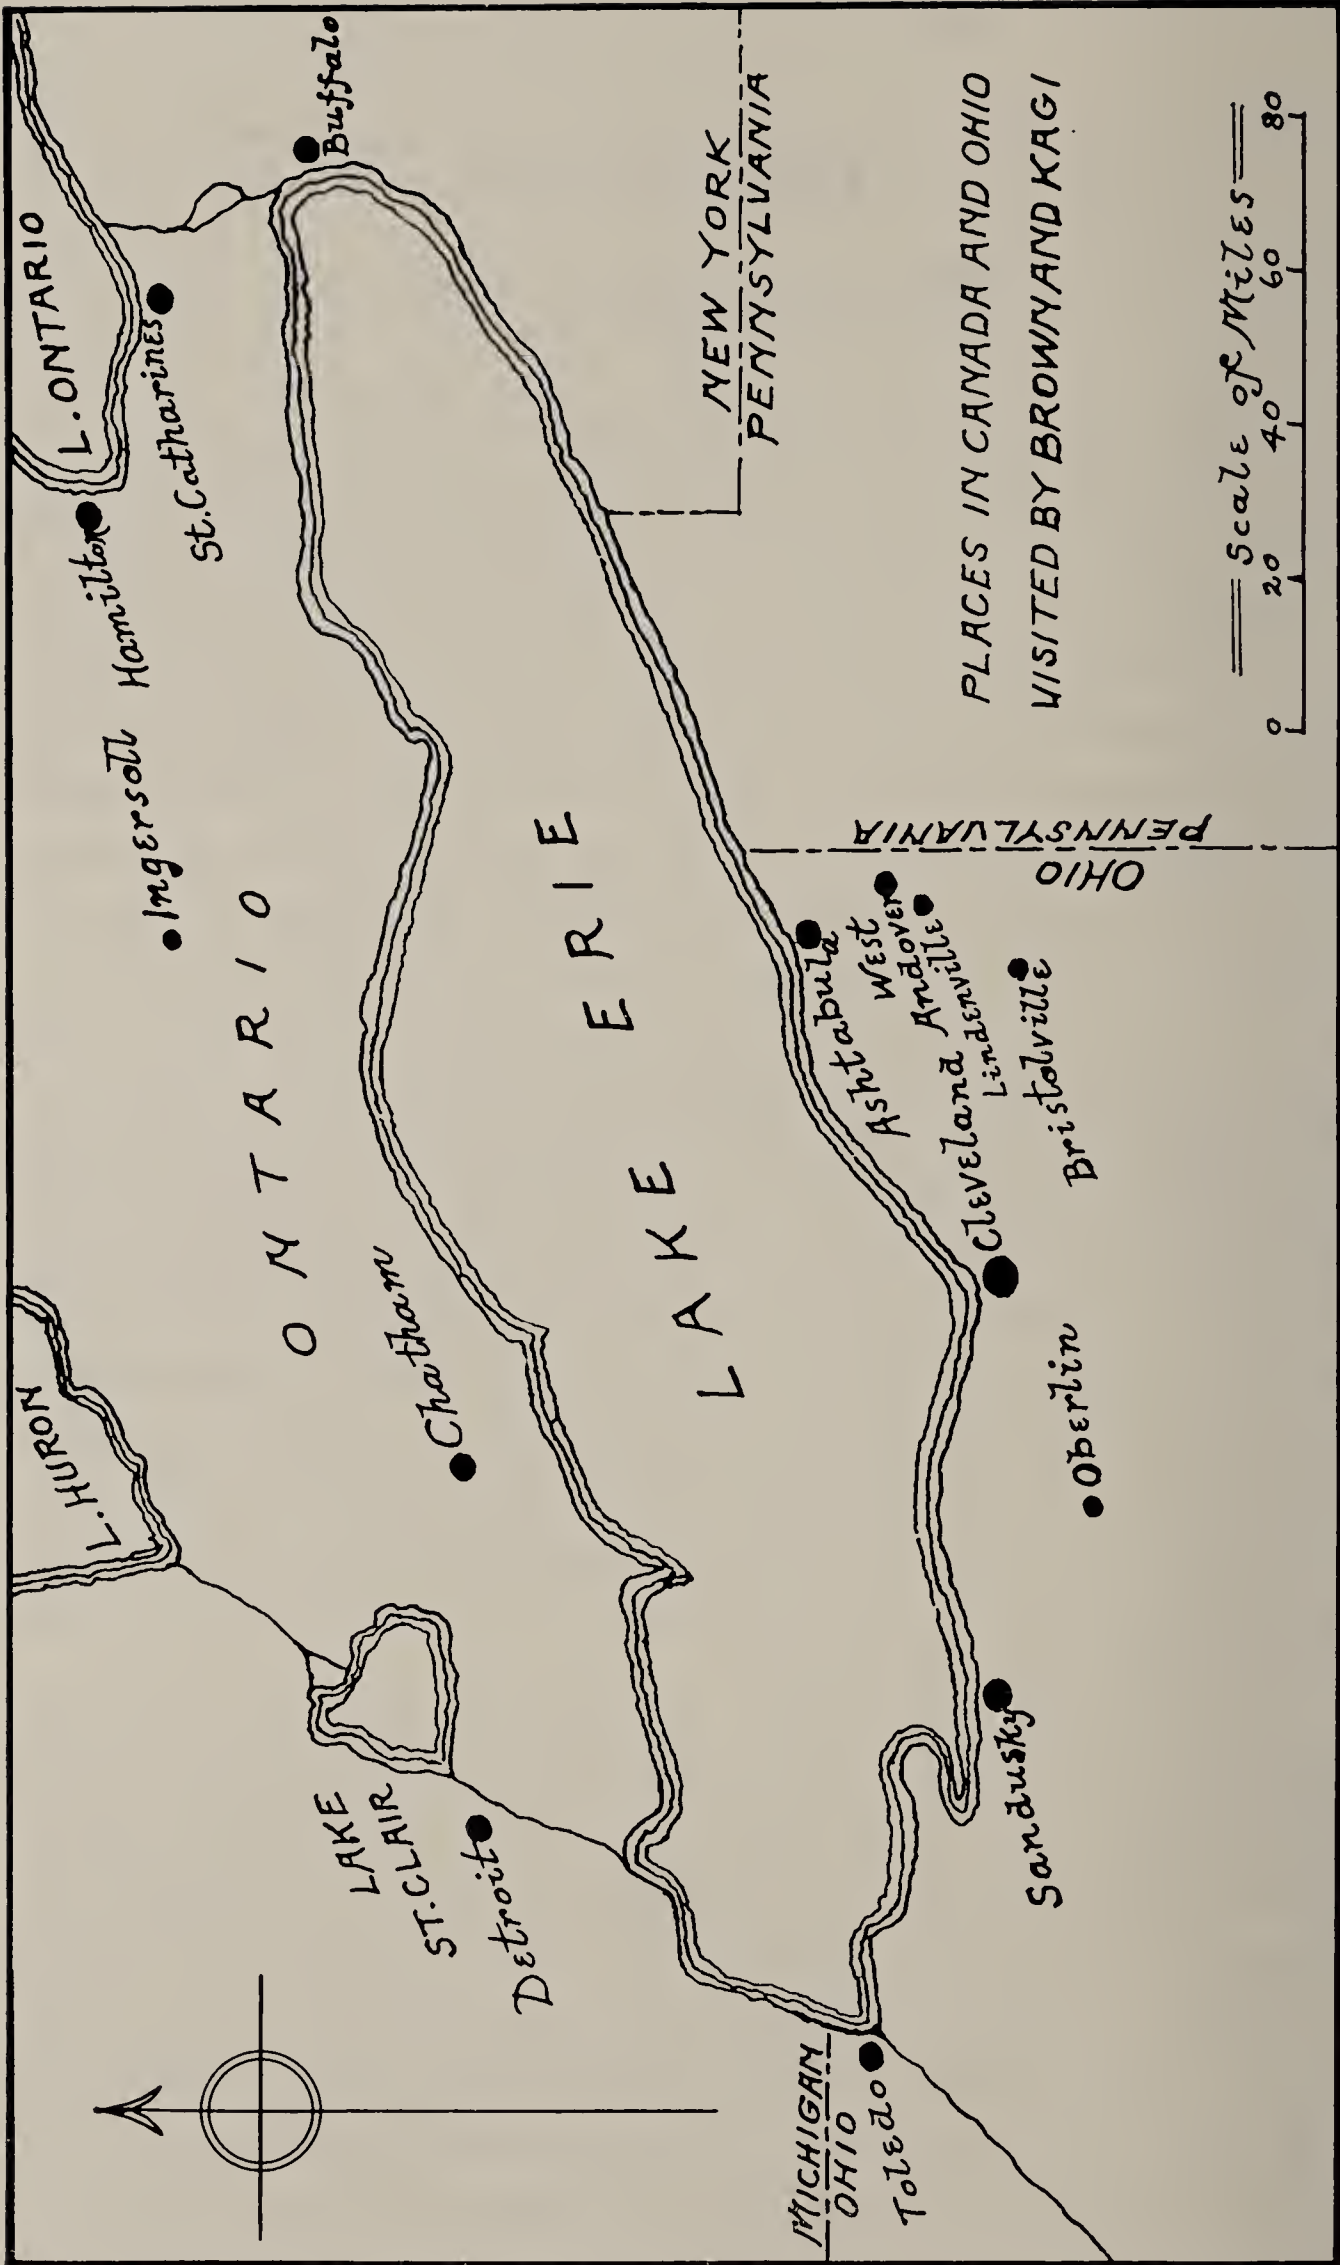 L. HURON
L. ONTARIO
Hamilton
St. Catharines
Buffalo
Ingersoll
ONTARIO
Chatham
LAKE
ST. CLAIR
Detroit
LAKE ERIE
NEW YORK
PENNSYLVANIA
MICHIGAN
OHIO
Toledo
Sandusky
Oberlin
Cleveland
Ashtabula
West
Andover
Lindenville
Bristolville
OHIO
PENNSYLVANIA
PLACES IN CANADA AND OHIO
VISITED BY BROWN AND KAGI
Scale of Miles
0 20 40 60 80